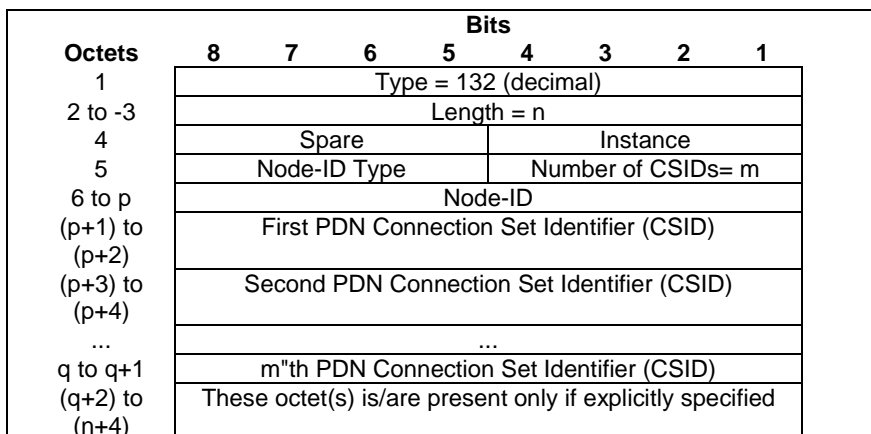 Bits
Octets 8 7 6 5 4 3 2 1
1 Type = 132 (decimal)
2 to -3 Length = n
4 Spare Instance
5 Node-ID Type Number of CSIDs= m
6 to p Node-ID
(p+1) to First PDN Connection Set Identifier (CSID)
(p+2)
(p+3) to Second PDN Connection Set Identifier (CSID)
(p+4)
... ...
q to q+1 m"th PDN Connection Set Identifier (CSID)
(q+2) to These octet(s) is/are present only if explicitly specified
(n+4)